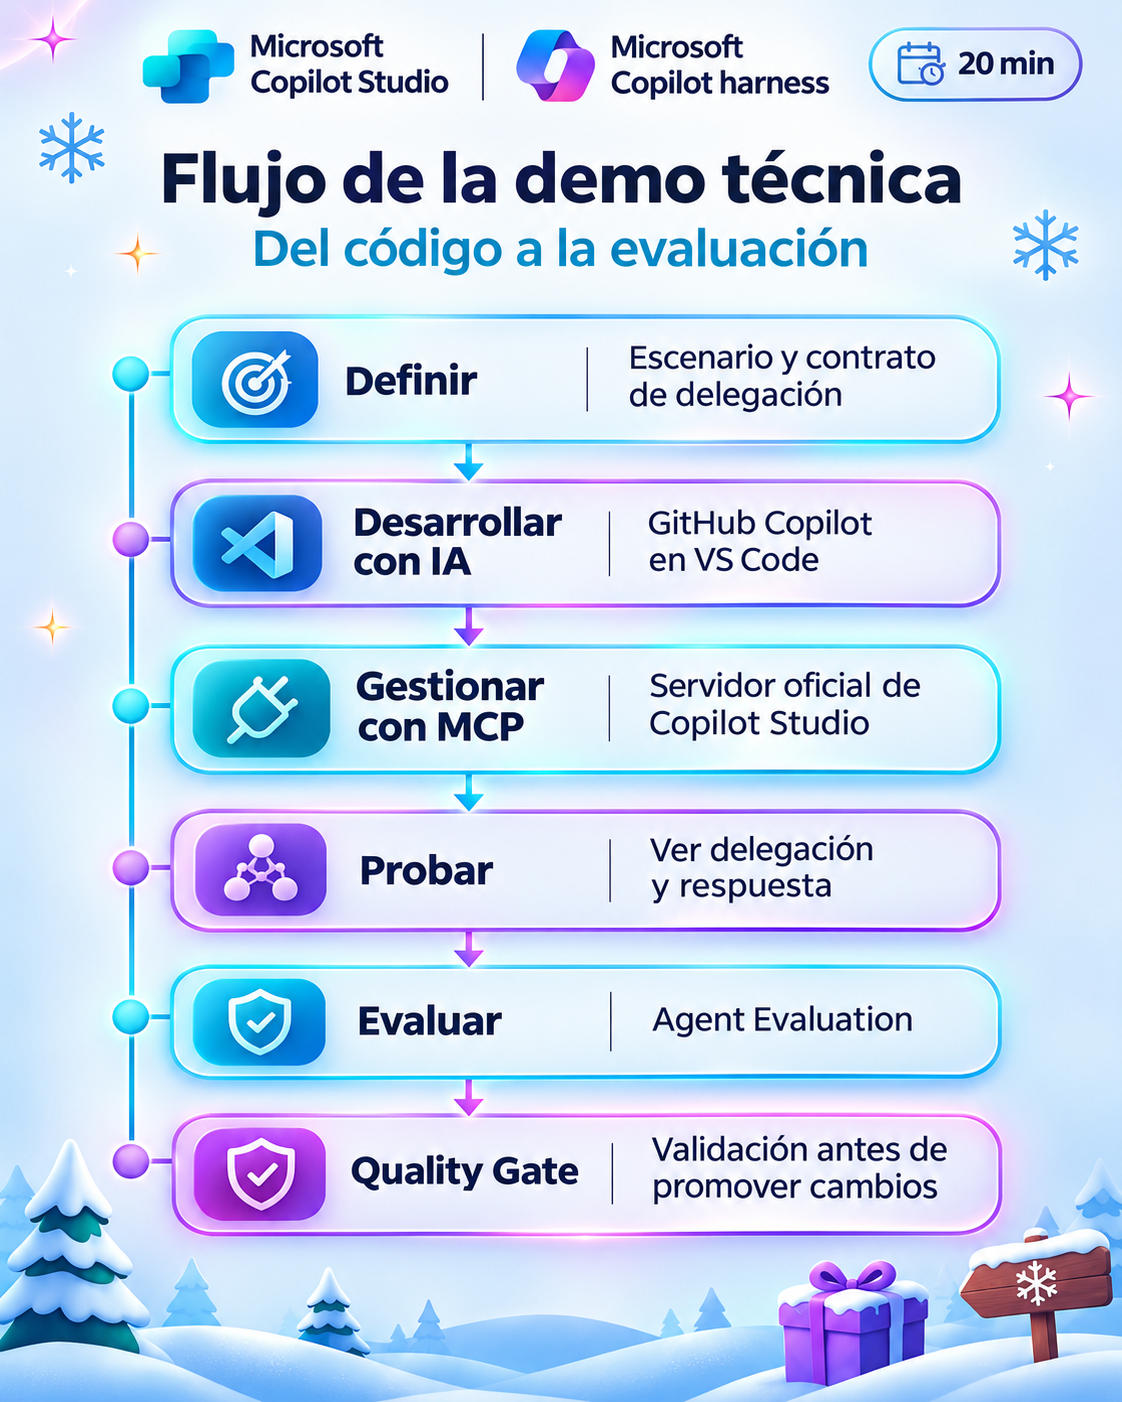 Microsoft
Copilot Studio
Microsoft
Copilot harness
20 min
Flujo de la demo técnica
Del código a la evaluación
Definir
Escenario y contrato
de delegación
Desarrollar
con IA
GitHub Copilot
en VS Code
Gestionar
con MCP
Servidor oficial de
Copilot Studio
Probar
Ver delegación
y respuesta
Evaluar
Agent Evaluation
Quality Gate
Validación antes de
promover cambios